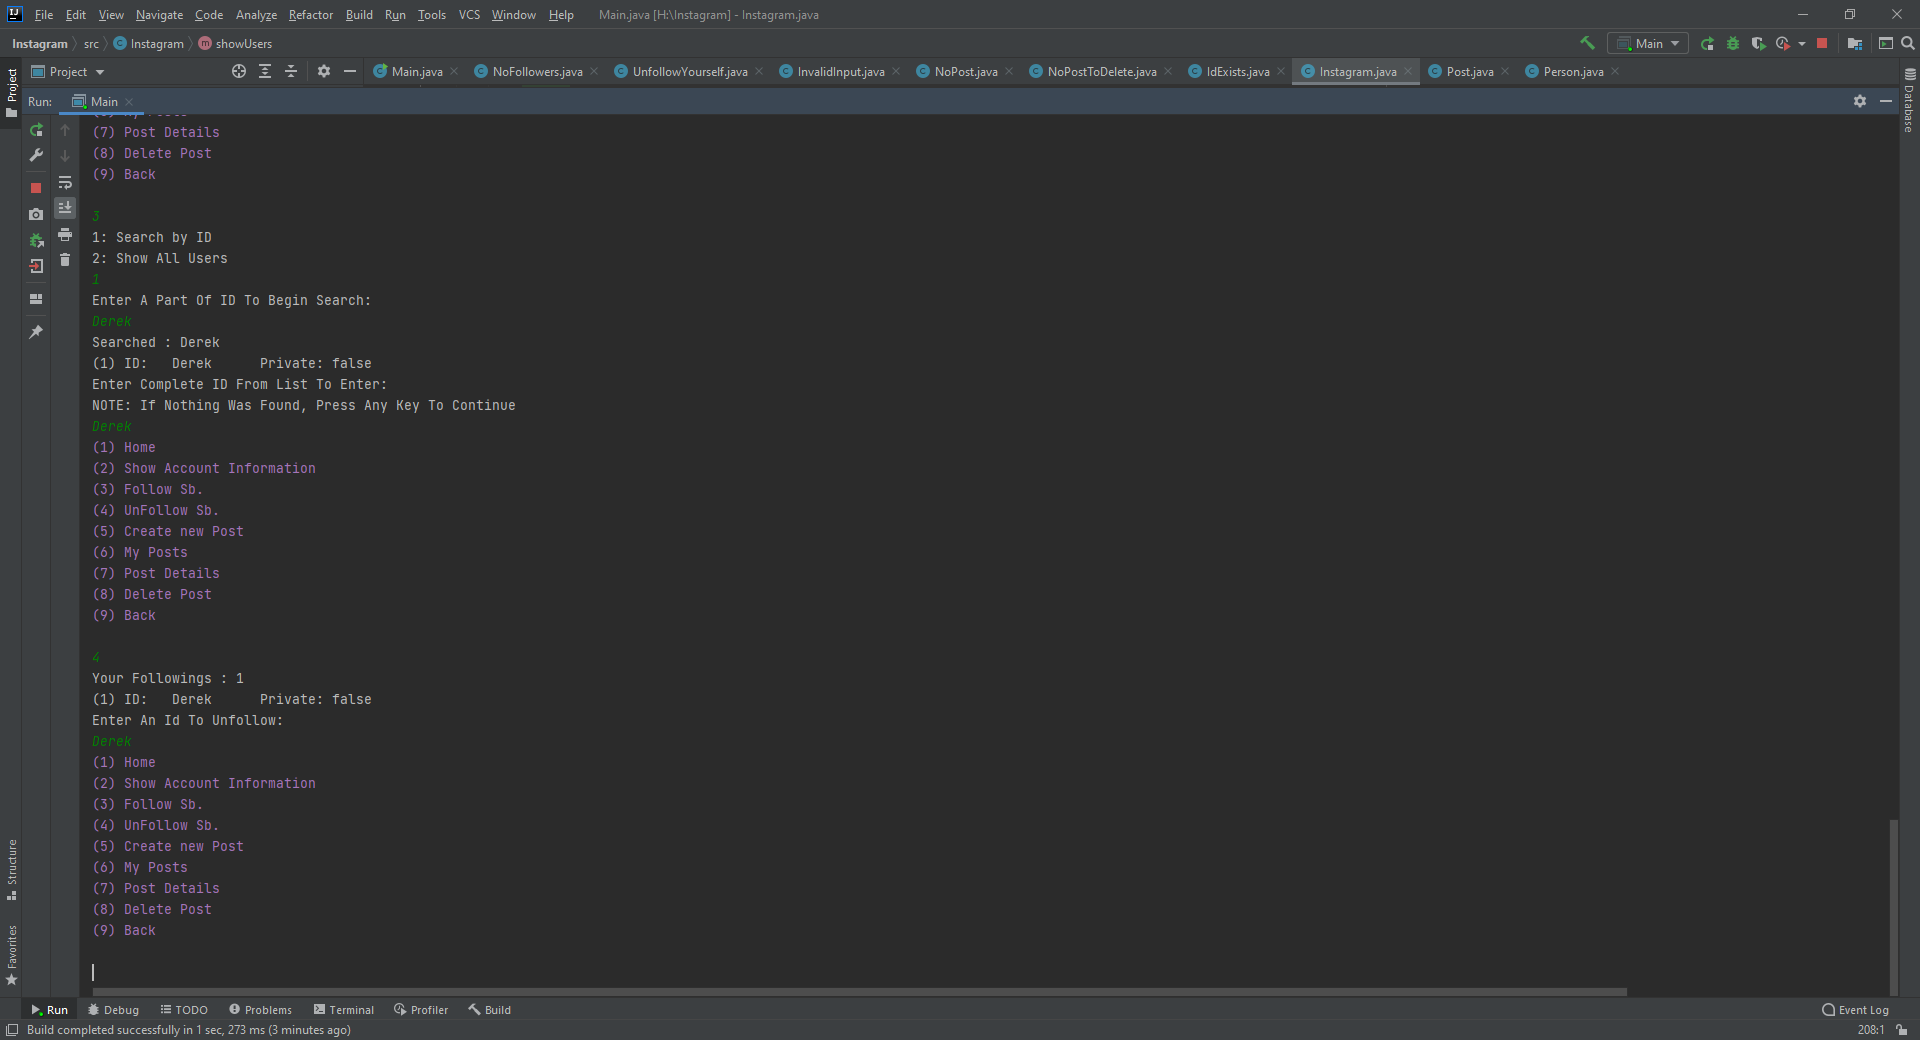 File Edit View Navigate Code Analyze Refactor Build Run Tools VCS Window Help Main.java [H:\Instagram] - Instagram.java
Instagram src Instagram showUsers Main
Project Main.java NoFollowers.java UnfollowYourself.java InvalidInput.java NoPost.java NoPostToDelete.java IdExists.java Instagram.java Post.java Person.java
Project
Database
Run: Main
(7) Post Details
(8) Delete Post
(9) Back
3
1: Search by ID
2: Show All Users
1
Enter A Part Of ID To Begin Search:
Derek
Searched : Derek
(1) ID:   Derek      Private: false
Enter Complete ID From List To Enter:
NOTE: If Nothing Was Found, Press Any Key To Continue
Derek
(1) Home
(2) Show Account Information
(3) Follow Sb.
(4) UnFollow Sb.
(5) Create new Post
(6) My Posts
(7) Post Details
(8) Delete Post
(9) Back
4
Your Followings : 1
(1) ID:   Derek      Private: false
Enter An Id To Unfollow:
Derek
(1) Home
(2) Show Account Information
(3) Follow Sb.
(4) UnFollow Sb.
(5) Create new Post
(6) My Posts
(7) Post Details
(8) Delete Post
(9) Back
Structure
Favorites
Run Debug TODO Problems Terminal Profiler Build Event Log
Build completed successfully in 1 sec, 273 ms (3 minutes ago) 208:1